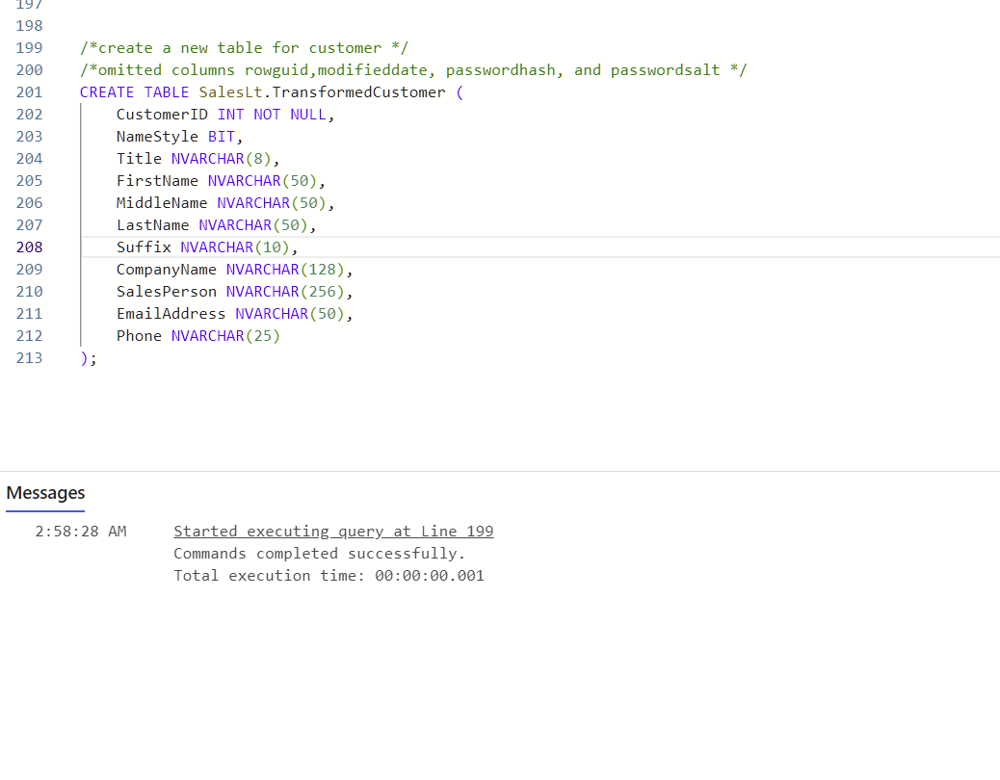 197
198
199 /*create a new table for customer */
200 /*omitted columns rowguid,modifieddate, passwordhash, and passwordsalt */
201 CREATE TABLE SalesLt.TransformedCustomer (
202 CustomerID INT NOT NULL,
203 NameStyle BIT,
204 Title NVARCHAR(8),
205 FirstName NVARCHAR(50),
206 MiddleName NVARCHAR(50),
207 LastName NVARCHAR(50),
208 Suffix NVARCHAR(10),
209 CompanyName NVARCHAR(128),
210 SalesPerson NVARCHAR(256),
211 EmailAddress NVARCHAR(50),
212 Phone NVARCHAR(25)
213 );
Messages
2:58:28 AM Started executing query at Line 199
Commands completed successfully.
Total execution time: 00:00:00.001